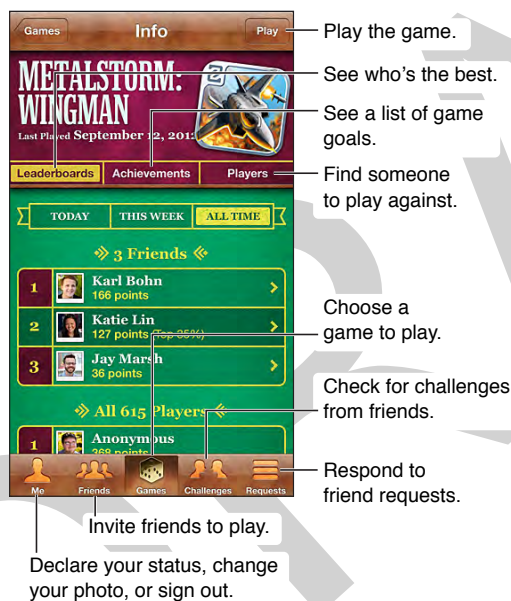 Games
Info
Play
METALSTORM:
WINGMAN
Last Played September 12, 2012
Leaderboards
Achievements
Players
TODAY
THIS WEEK
ALL TIME
3 Friends
1
Karl Bohn
166 points
2
Katie Lin
127 points (Top 35%)
3
Jay Marsh
36 points
All 615 Players
1
Anonymous
368 points
Me
Friends
Games
Challenges
Requests
Play the game.
See who's the best.
See a list of game
goals.
Find someone
to play against.
Choose a
game to play.
Check for challenges
from friends.
Respond to
friend requests.
Invite friends to play.
Declare your status, change
your photo, or sign out.